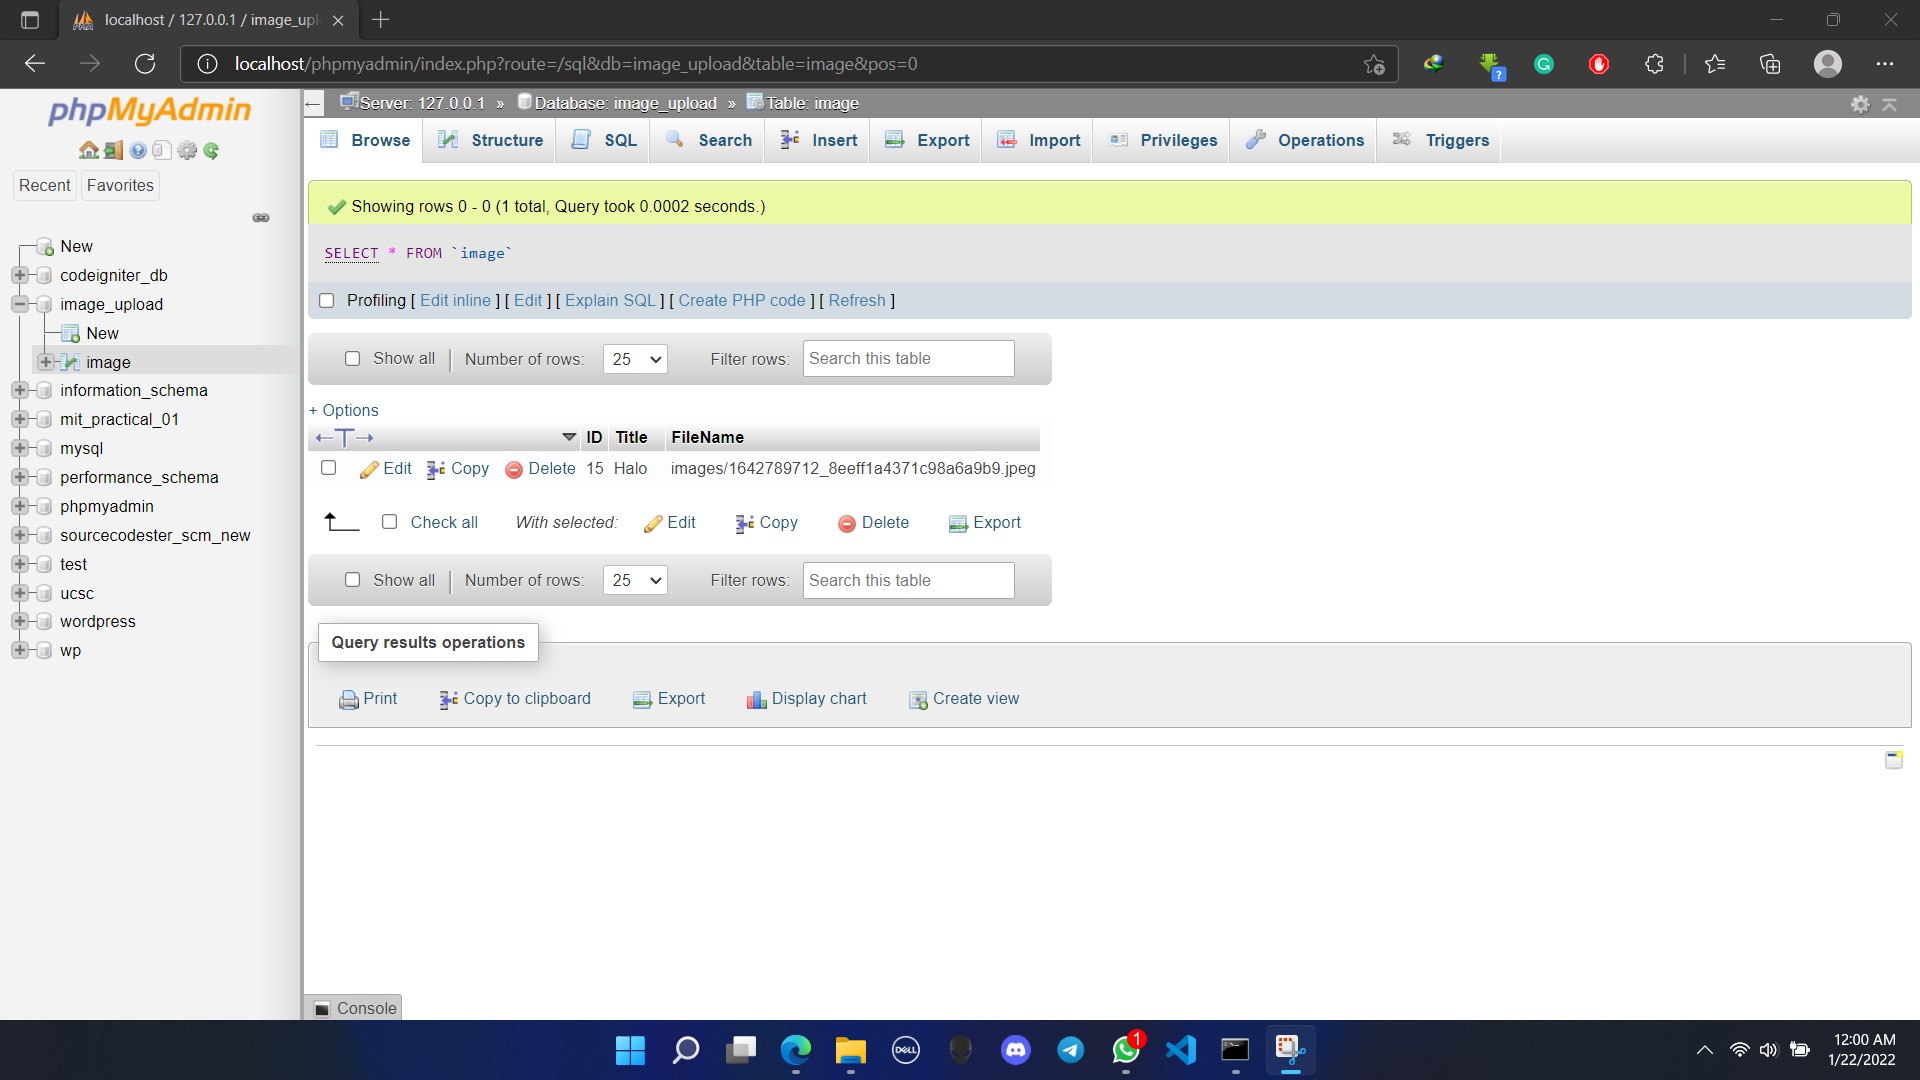 localhost / 127.0.0.1 / image_upl
localhost/phpmyadmin/index.php?route=/sql&db=image_upload&table=image&pos=0
phpMyAdmin
Recent Favorites
New
codeigniter_db
image_upload
New
image
information_schema
mit_practical_01
mysql
performance_schema
phpmyadmin
sourcecodester_scm_new
test
ucsc
wordpress
wp
Server: 127.0.0.1 » Database: image_upload » Table: image
Browse Structure SQL Search Insert Export Import Privileges Operations Triggers
Showing rows 0 - 0 (1 total, Query took 0.0002 seconds.)
SELECT * FROM `image`
Profiling [ Edit inline ] [ Edit ] [ Explain SQL ] [ Create PHP code ] [ Refresh ]
Show all Number of rows: 25 Filter rows: Search this table
+ Options
←T→ ID Title FileName
Edit Copy Delete 15 Halo images/1642789712_8eeff1a4371c98a6a9b9.jpeg
Check all With selected: Edit Copy Delete Export
Show all Number of rows: 25 Filter rows: Search this table
Query results operations
Print Copy to clipboard Export Display chart Create view
Console
DELL
1
12:00 AM
1/22/2022